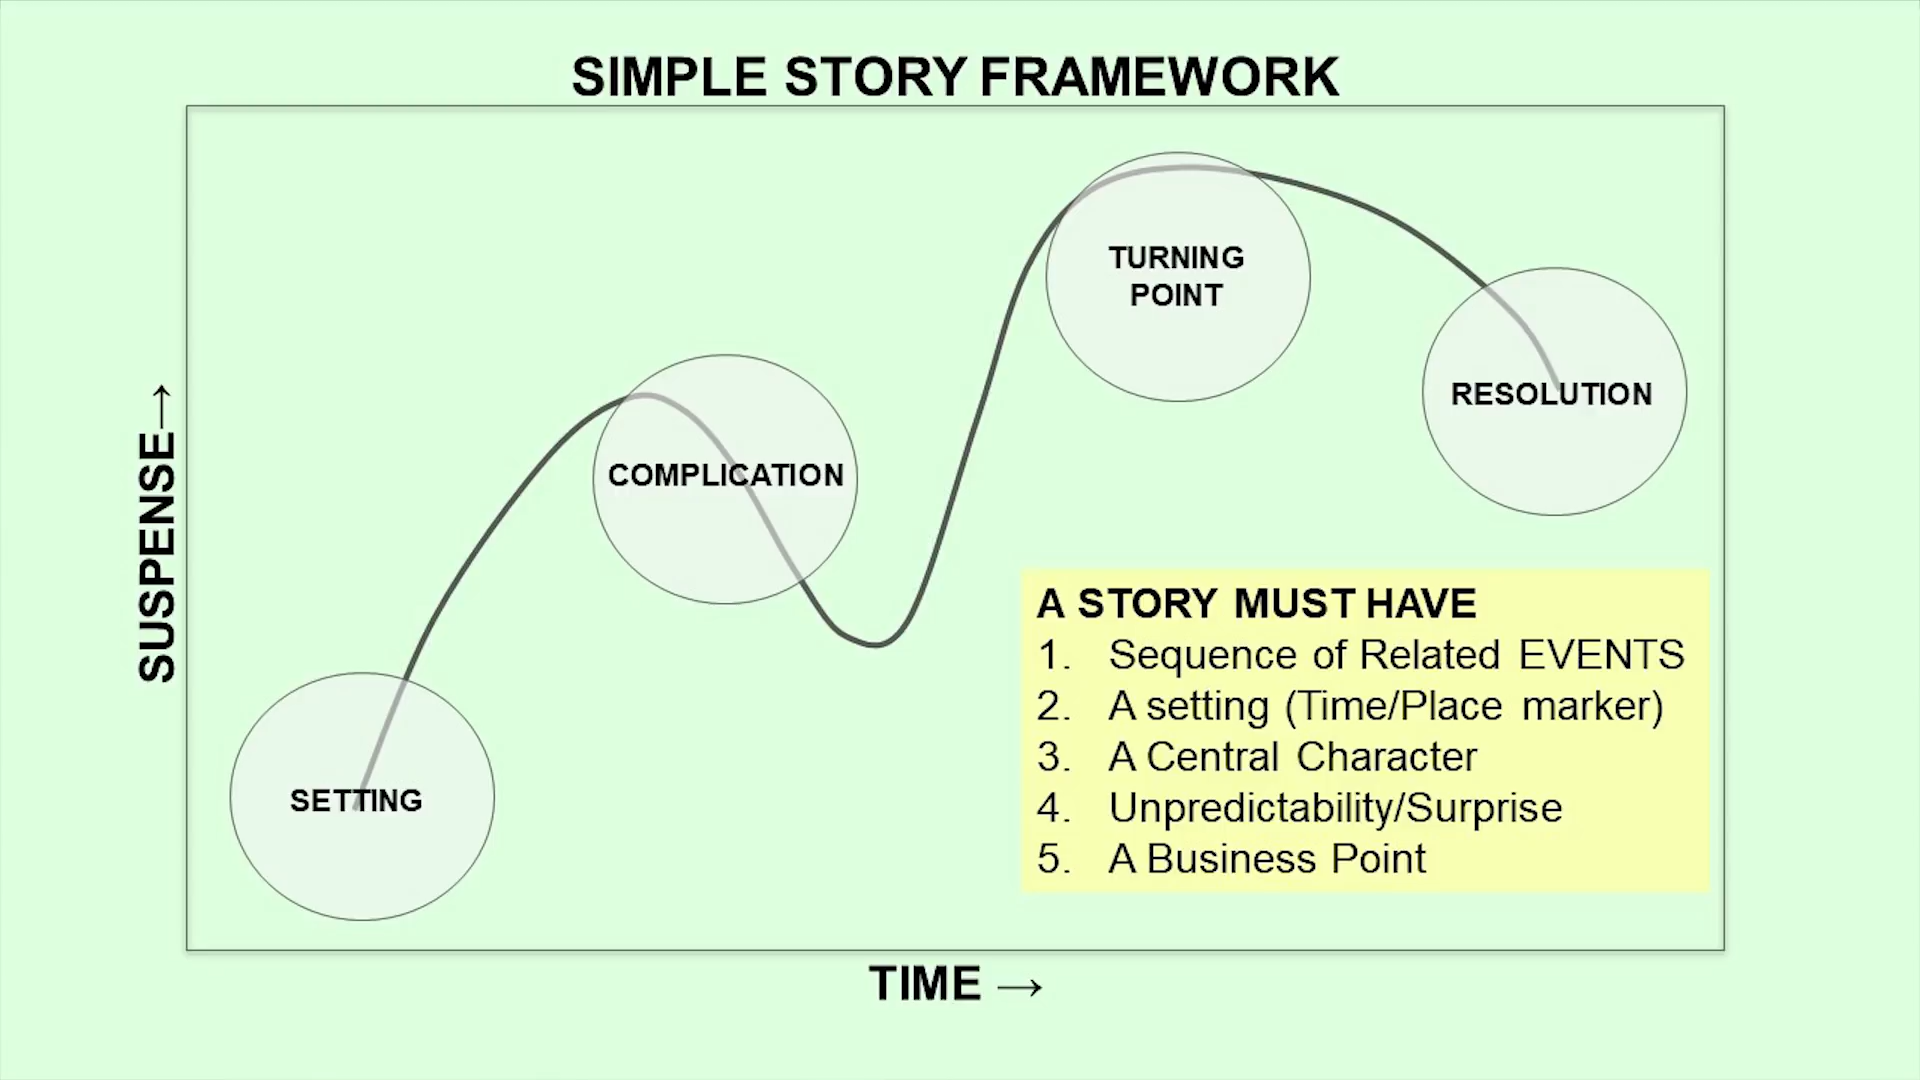 SIMPLE STORY FRAMEWORK
SUSPENSE→
TURNING
POINT
RESOLUTION
COMPLICATION
SETTING
A STORY MUST HAVE
1. Sequence of Related EVENTS
2. A setting (Time/Place marker)
3. A Central Character
4. Unpredictability/Surprise
5. A Business Point
TIME →